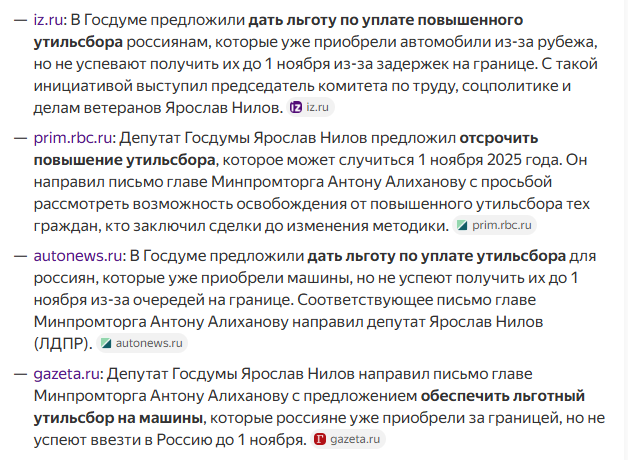 — iz.ru: В Госдуме предложили дать льготу по уплате повышенного
утильсбора россиянам, которые уже приобрели автомобили из-за рубежа,
но не успевают получить их до 1 ноября из-за задержек на границе. С такой
инициативой выступил председатель комитета по труду, соцполитике и
делам ветеранов Ярослав Нилов. iz iz.ru
— prim.rbc.ru: Депутат Госдумы Ярослав Нилов предложил отсрочить
повышение утильсбора, которое может случиться 1 ноября 2025 года. Он
направил письмо главе Минпромторга Антону Алиханову с просьбой
рассмотреть возможность освобождения от повышенного утильсбора тех
граждан, кто заключил сделки до изменения методики. prim.rbc.ru
— autonews.ru: В Госдуме предложили дать льготу по уплате утильсбора для
россиян, которые уже приобрели машины, но не успеют получить их до 1
ноября из-за очередей на границе. Соответствующее письмо главе
Минпромторга Антону Алиханову направил депутат Ярослав Нилов
(ЛДПР). autonews.ru
— gazeta.ru: Депутат Госдумы Ярослав Нилов направил письмо главе
Минпромторга Антону Алиханову с предложением обеспечить льготный
утильсбор на машины, которые россияне уже приобрели за границей, но не
успеют ввезти в Россию до 1 ноября. Г gazeta.ru